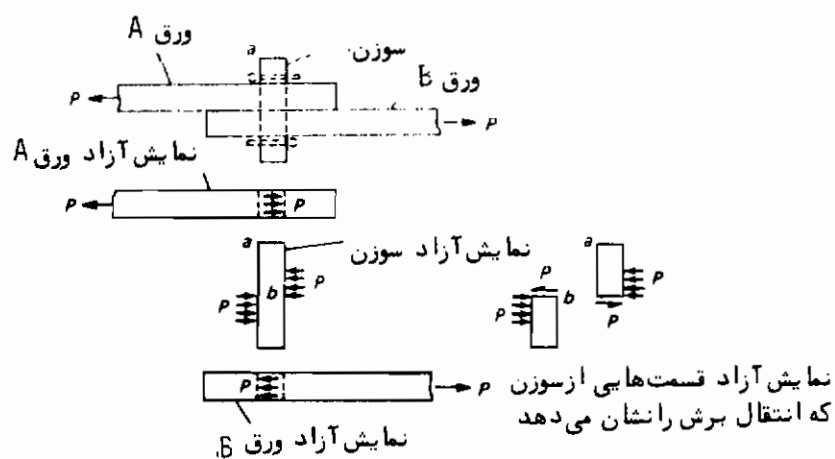 ورق A
a
سوزن
ورق B
P
P
نمایش آزاد ورق A
P
P
a
نمایش آزاد سوزن
b
P
P
P
b
P
a
P
P
P
P
نمایش آزاد ورق B
نمایش آزاد قسمت‌هایی از سوزن
که انتقال برش را نشان می‌دهد